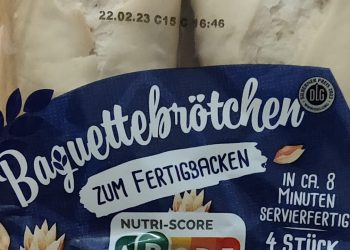 22.02.23 C15 C 16:46
Baguettebrötchen
DLG
ZUM FERTIGBACKEN
IN CA. 8
MINUTEN
SERVIERFERTIG
4 STÜCK
NUTRI-SCORE